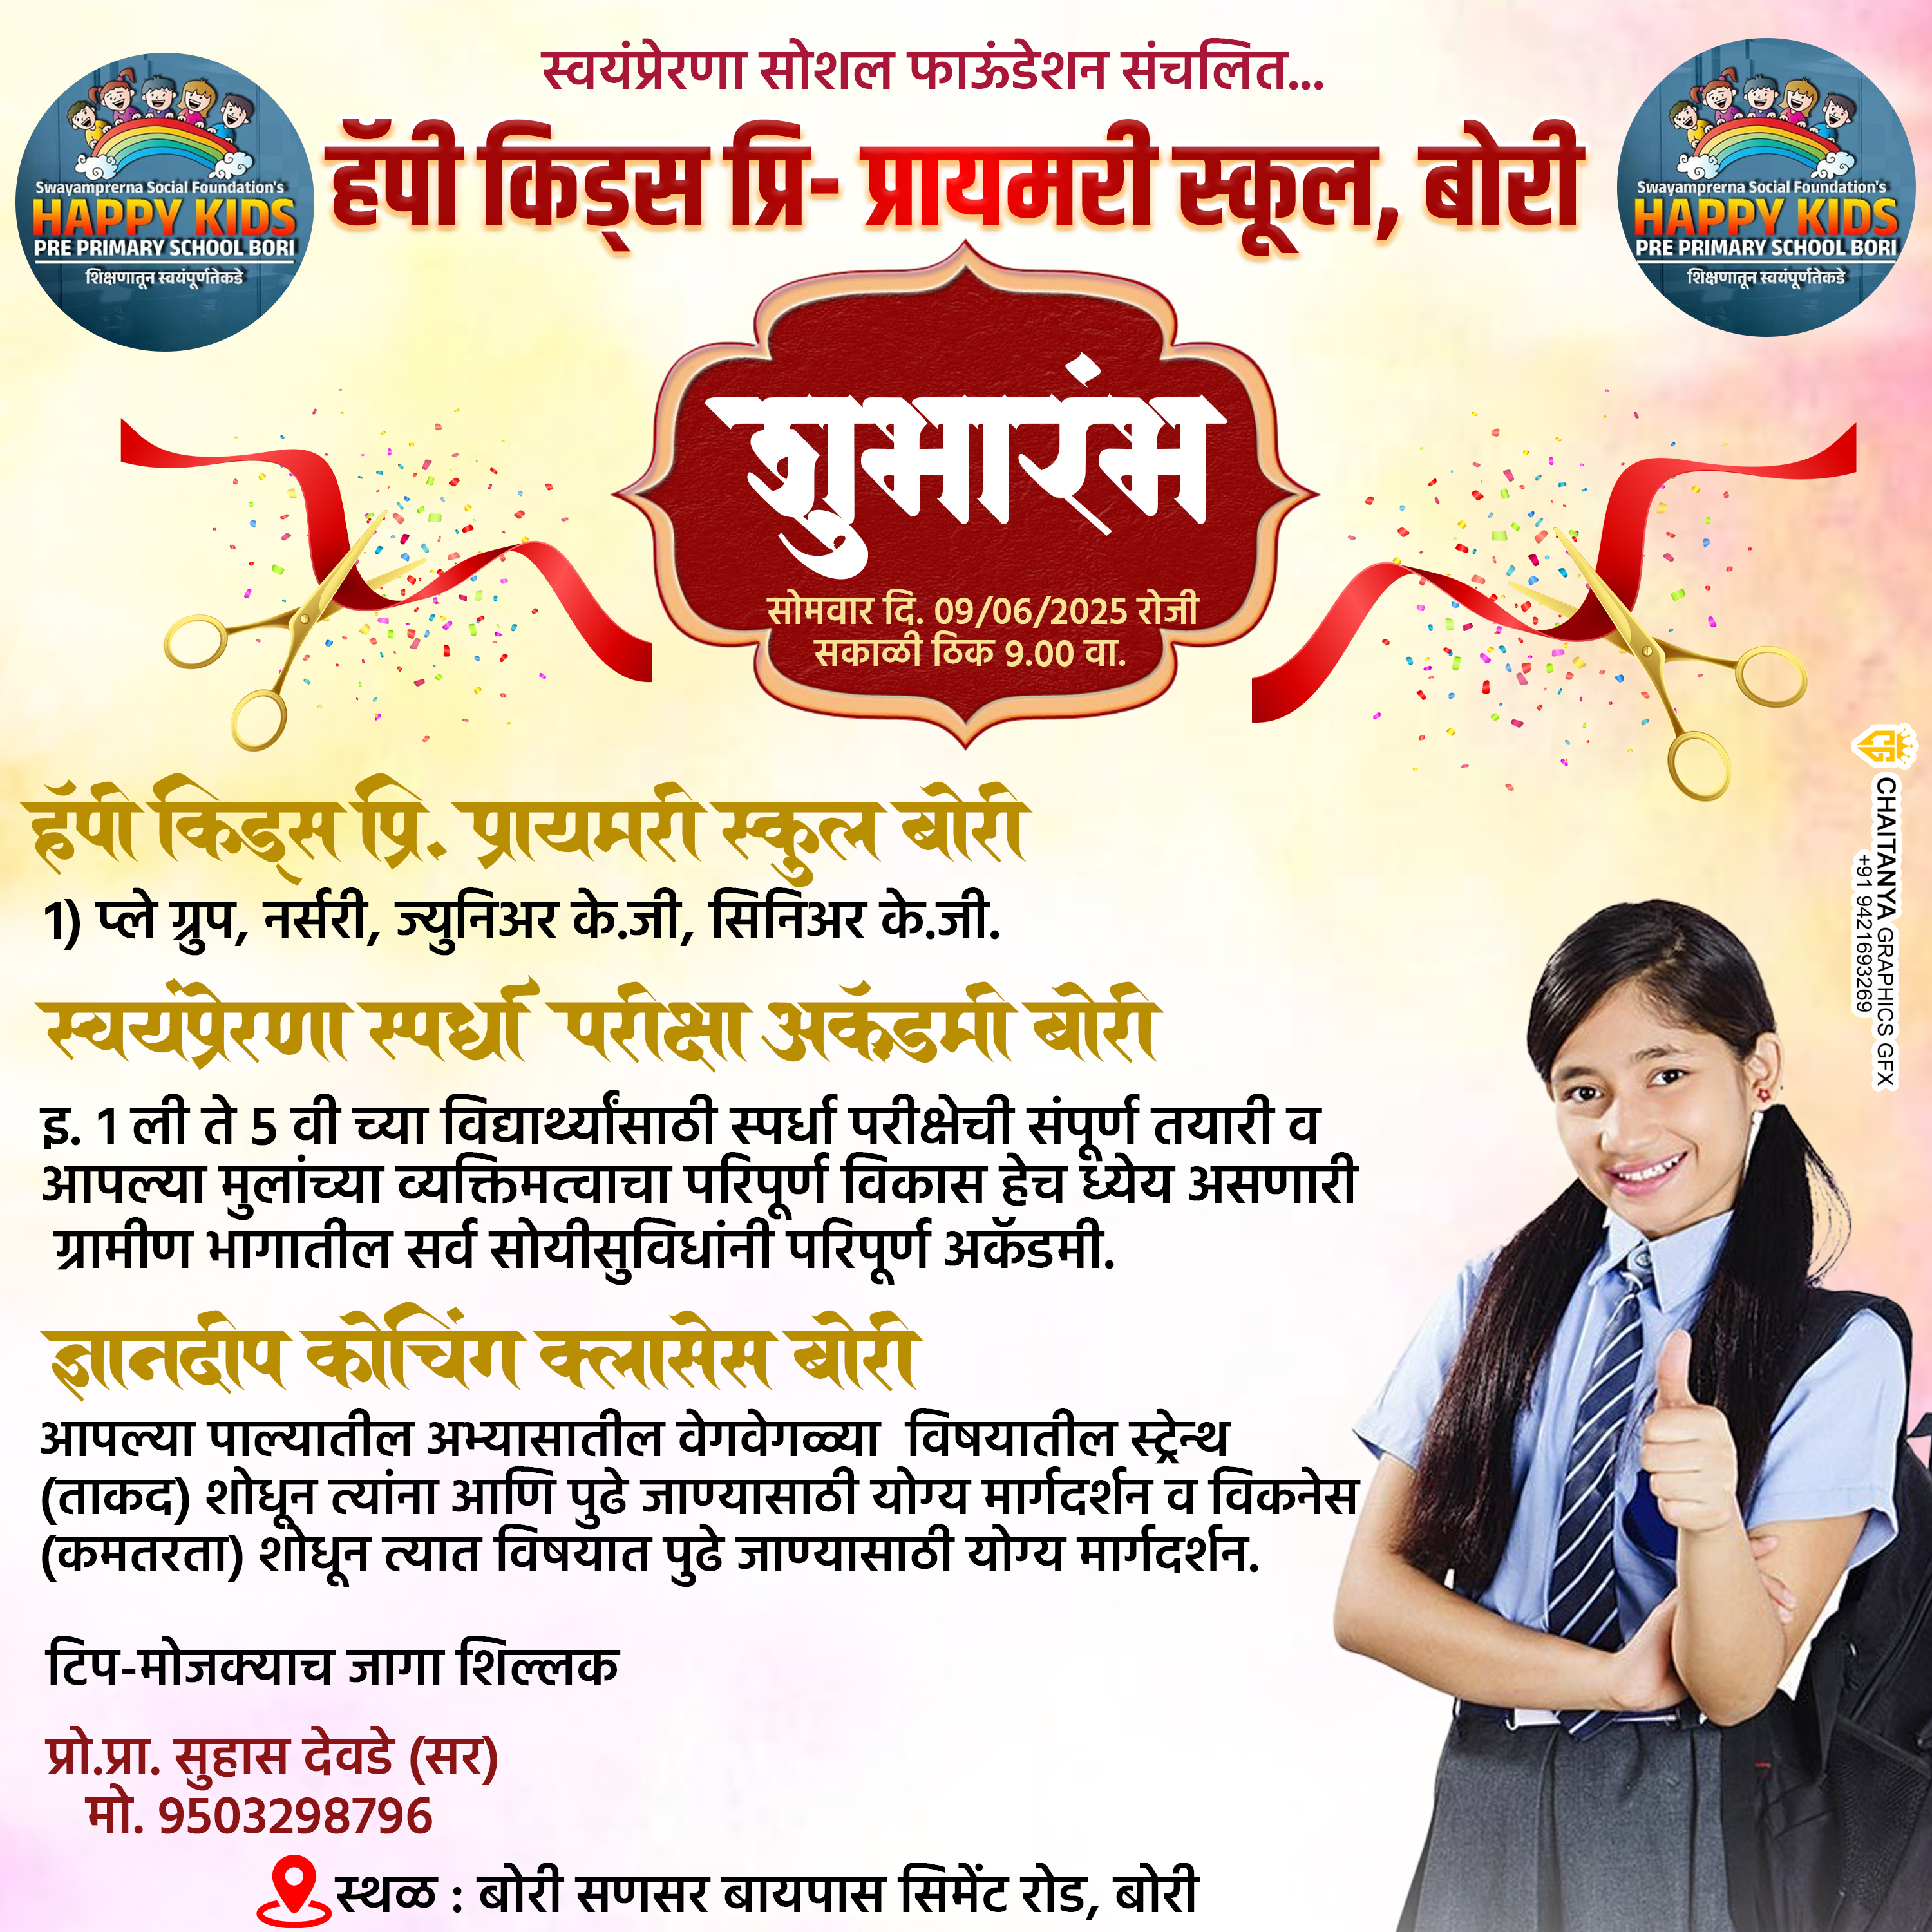 स्वयंप्रेरणा सोशल फाऊंडेशन संचलित...
हॅपी किड्स प्रि- प्रायमरी स्कूल, बोरी
Swayamprerna Social Foundation's
HAPPY KIDS
PRE PRIMARY SCHOOL BORI
शिक्षणातून स्वयंपूर्णतेकडे
Swayamprerna Social Foundation's
HAPPY KIDS
PRE PRIMARY SCHOOL BORI
शिक्षणातून स्वयंपूर्णतेकडे
शुभारंभ
सोमवार दि. 09/06/2025 रोजी
सकाळी ठिक 9.00 वा.
हॅपी किड्स प्रि. प्रायमरी स्कुल बोरी
1) प्ले ग्रुप, नर्सरी, ज्युनिअर के.जी, सिनिअर के.जी.
स्वयंप्रेरणा स्पर्धा परीक्षा अकॅडमी बोरी
इ. 1 ली ते 5 वी च्या विद्यार्थ्यांसाठी स्पर्धा परीक्षेची संपूर्ण तयारी व
आपल्या मुलांच्या व्यक्तिमत्वाचा परिपूर्ण विकास हेच ध्येय असणारी
ग्रामीण भागातील सर्व सोयीसुविधांनी परिपूर्ण अकॅडमी.
ज्ञानदीप कोचिंग क्लासेस बोरी
आपल्या पाल्यातील अभ्यासातील वेगवेगळ्या विषयातील स्ट्रेन्थ
(ताकद) शोधून त्यांना आणि पुढे जाण्यासाठी योग्य मार्गदर्शन व विकनेस
(कमतरता) शोधून त्यात विषयात पुढे जाण्यासाठी योग्य मार्गदर्शन.
टिप-मोजक्याच जागा शिल्लक
प्रो.प्रा. सुहास देवडे (सर)
मो. 9503298796
स्थळ : बोरी सणसर बायपास सिमेंट रोड, बोरी
CHAITANYA GRAPHICS GFX
+91 9421693269